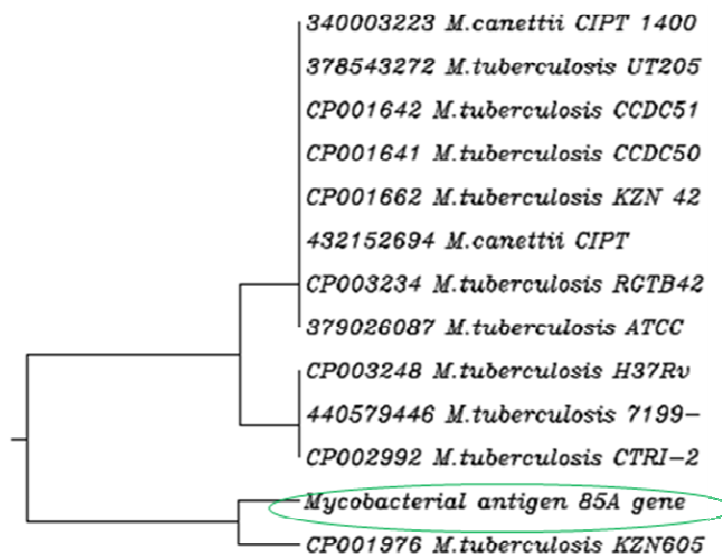 340003223 M.canettii CIPT 1400
378543272 M.tuberculosis UT205
CP001642 M.tuberculosis CCDC51
CP001641 M.tuberculosis CCDC50
CP001662 M.tuberculosis KZN 42
432152694 M.canettii CIPT
CP003234 M.tuberculosis RGTB42
379026087 M.tuberculosis ATCC
CP003248 M.tuberculosis H37Rv
440579446 M.tuberculosis 7199-
CP002992 M.tuberculosis CTRI-2
Mycobacterial antigen 85A gene
CP001976 M.tuberculosis KZN605